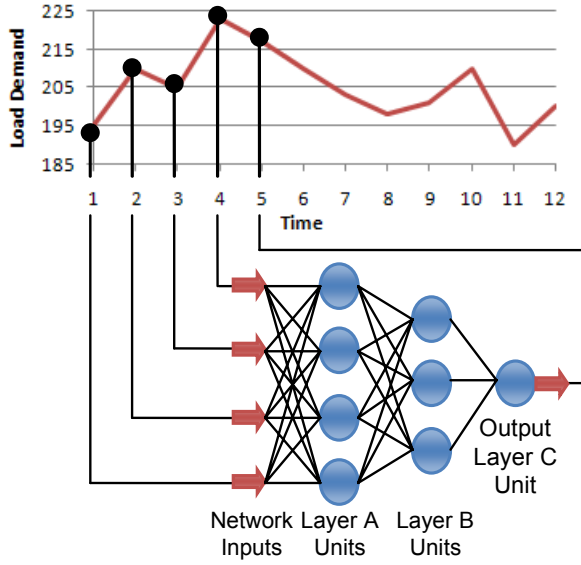 225
215
205
195
185
Load Demand
1 2 3 4 5 6 7 8 9 10 11 12
Time
Output
Layer C
Unit
Network
Inputs
Layer A
Units
Layer B
Units